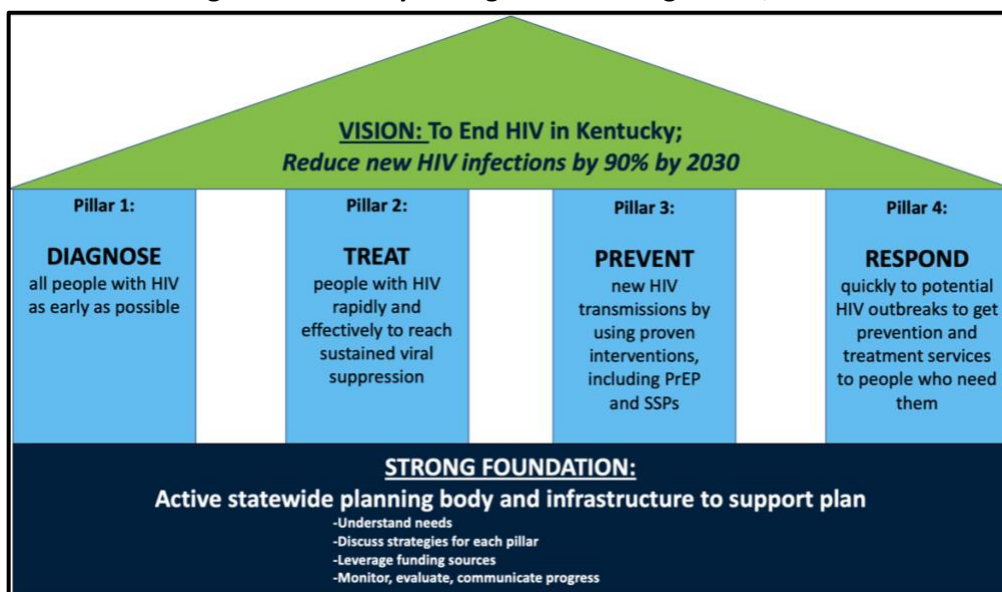 VISION: To End HIV in Kentucky;
Reduce new HIV infections by 90% by 2030
Pillar 1:
DIAGNOSE
all people with HIV
as early as possible
Pillar 2:
TREAT
people with HIV
rapidly and
effectively to reach
sustained viral
suppression
Pillar 3:
PREVENT
new HIV
transmissions by
using proven
interventions,
including PrEP
and SSPs
Pillar 4:
RESPOND
quickly to potential
HIV outbreaks to get
prevention and
treatment services
to people who need
them
STRONG FOUNDATION:
Active statewide planning body and infrastructure to support plan
-Understand needs
-Discuss strategies for each pillar
-Leverage funding sources
-Monitor, evaluate, communicate progress